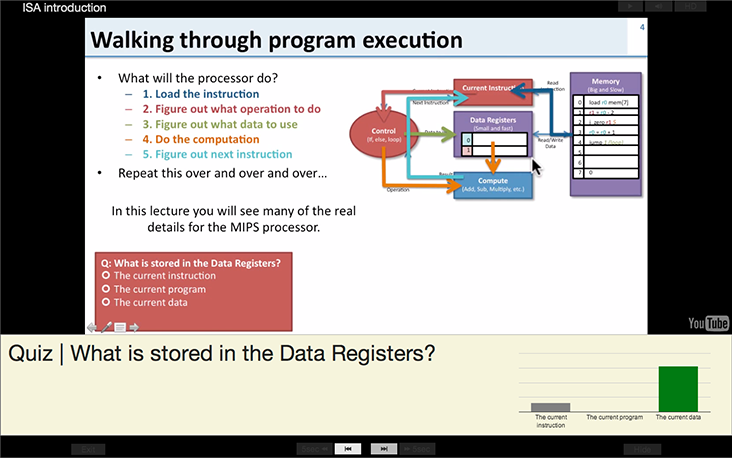 ISA introduction
4
Walking through program execution
• What will the processor do?
– 1. Load the instruction
– 2. Figure out what operation to do
– 3. Figure out what data to use
– 4. Do the computation
– 5. Figure out next instruction
• Repeat this over and over and over…
In this lecture you will see many of the real
details for the MIPS processor.
Current Instruction
Next Instruction
Read
Control
(If, else, loop)
Data Registers
(Small and fast)
0
1
Read/Write
Data
Result
Operation
Compute
(Add, Sub, Multiply, etc.)
Memory
(Big and Slow)
0 load r0 mem[7]
1 r1 = r0 - 2
2 j_zero r1 5
3 r0 = r0 + 1
4 jump
5
6
7 0
Q: What is stored in the Data Registers?
The current instruction
The current program
The current data
YouTube
Quiz | What is stored in the Data Registers?
The current
instruction
The current program
The current data